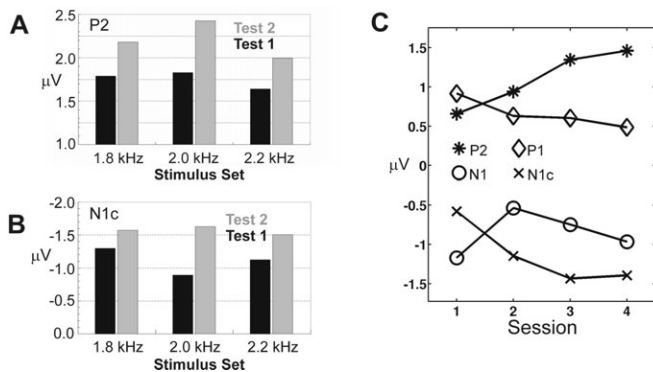 A
P2
Test 2
Test 1
2.5
2.0
μV
1.5
1.0
1.8 kHz 2.0 kHz 2.2 kHz
Stimulus Set
B
N1c
Test 2
Test 1
-2.0
-1.5
μV
-1.0
-0.5
0.0
1.8 kHz 2.0 kHz 2.2 kHz
Stimulus Set
C
1.5
1
0.5
0
μV
-0.5
-1
-1.5
P2 P1
N1 N1c
1 2 3 4
Session